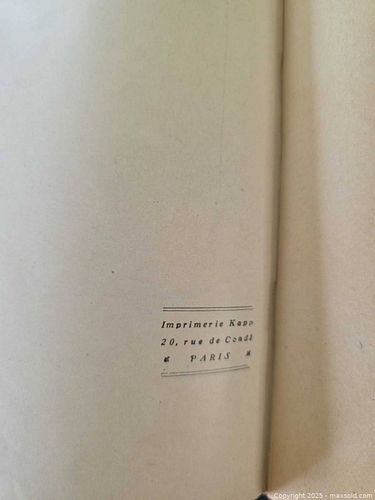 Imprimerie Kapp
20, rue de Condé
PARIS
Copyright 2025 - maxsold.com